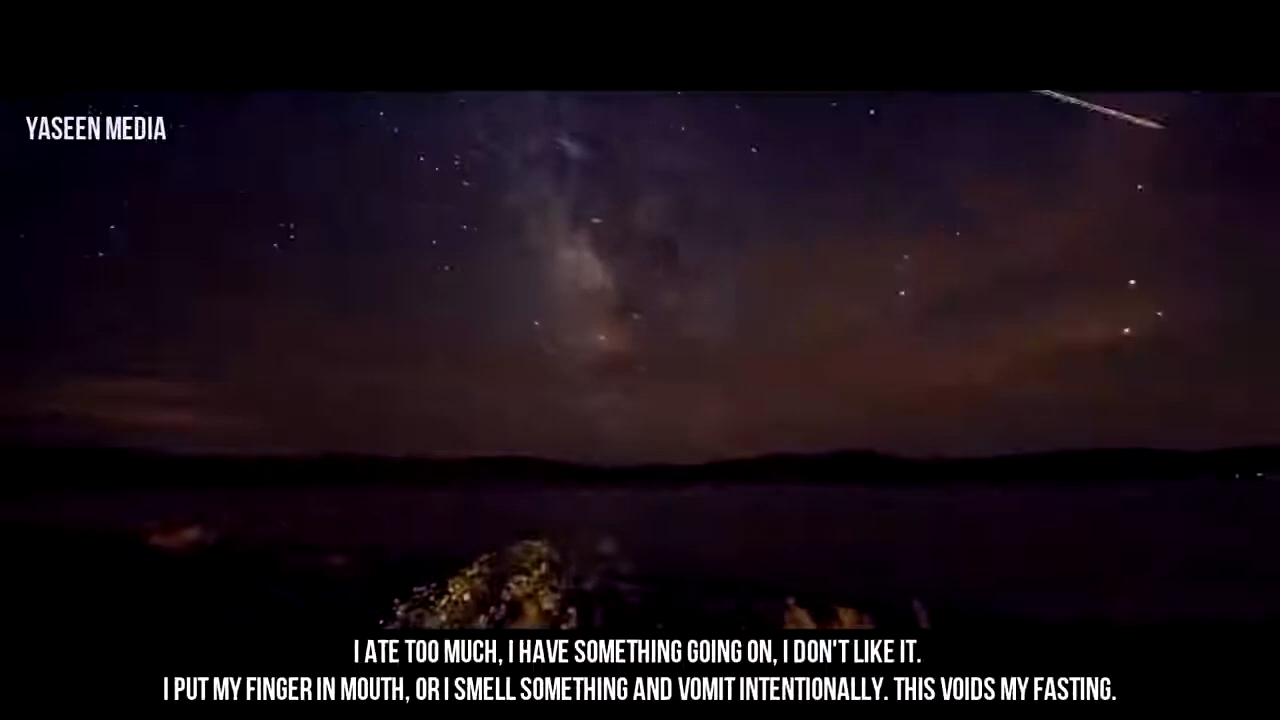 YASEEN MEDIA
I ATE TOO MUCH, I HAVE SOMETHING GOING ON, I DON'T LIKE IT.
I PUT MY FINGER IN MOUTH, OR I SMELL SOMETHING AND VOMIT INTENTIONALLY. THIS VOIDS MY FASTING.